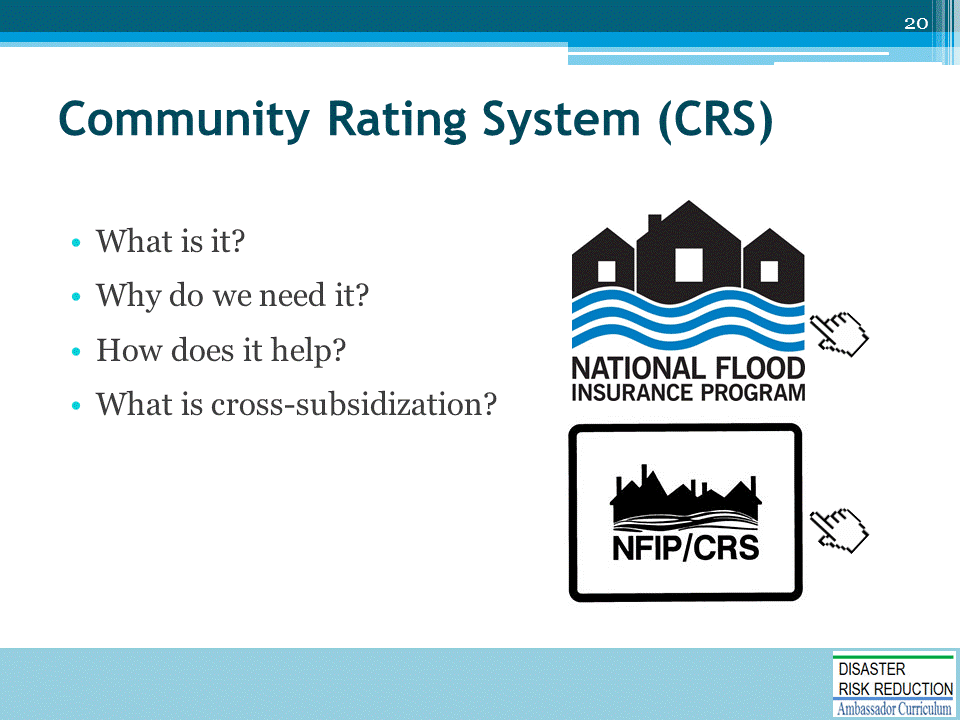 20
Community Rating System (CRS)
• What is it?
• Why do we need it?
• How does it help?
• What is cross-subsidization?
NATIONAL FLOOD
INSURANCE PROGRAM
NFIP/CRS
DISASTER
RISK REDUCTION
Ambassador Curriculum